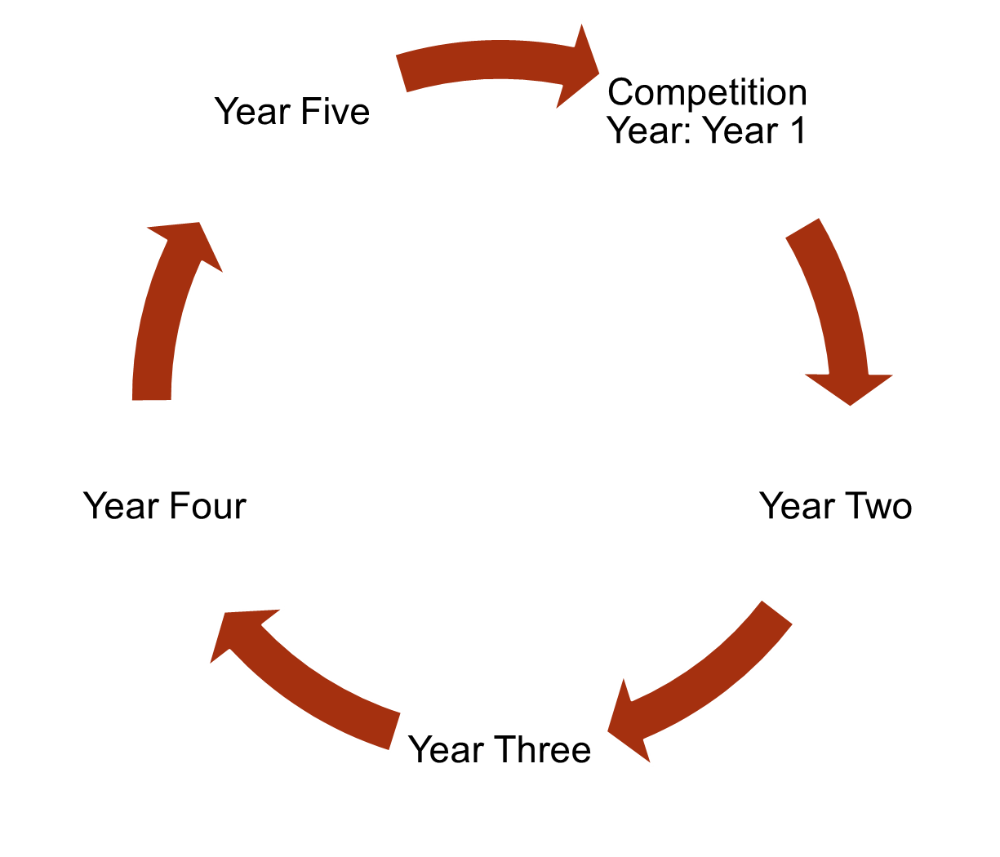 Year Five
Competition
Year: Year 1
Year Four
Year Two
Year Three